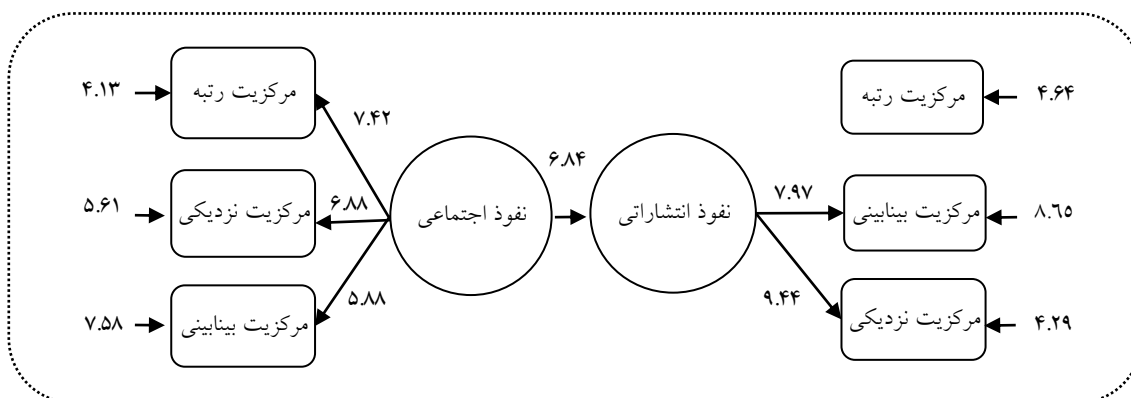 ۴.۱۳
مرکزیت رتبه
۷.۴۲
مرکزیت رتبه
۴.۶۴
۶.۸۴
۵.۶۱
مرکزیت نزدیکی
۶.۸۸
نفوذ اجتماعی
نفوذ انتشاراتی
۷.۹۷
مرکزیت بینابینی
۸.۶۵
۷.۵۸
مرکزیت بینابینی
۵.۸۸
۹.۴۴
مرکزیت نزدیکی
۴.۲۹